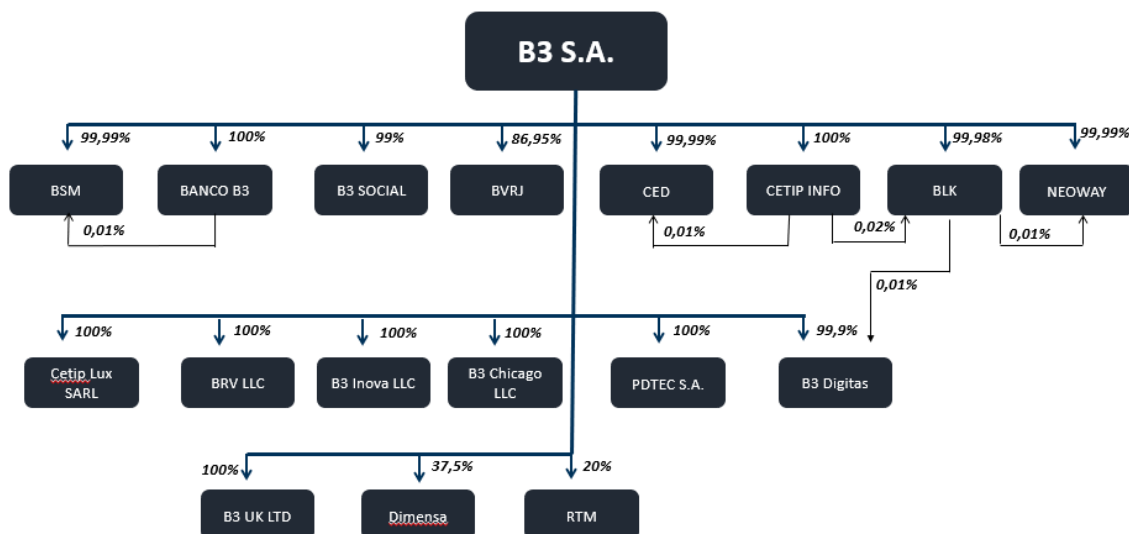 B3 S.A.
99,99%
100%
99%
86,95%
99,99%
100%
99,98%
99,99%
BSM
BANCO B3
B3 SOCIAL
BVRJ
CED
CETIP INFO
BLK
NEOWAY
0,01%
0,01%
0,02%
0,01%
0,01%
100%
100%
100%
100%
100%
99,9%
Cetip Lux
SARL
BRV LLC
B3 Inova LLC
B3 Chicago
LLC
PDTEC S.A.
B3 Digitas
100%
37,5%
20%
B3 UK LTD
Dimensa
RTM